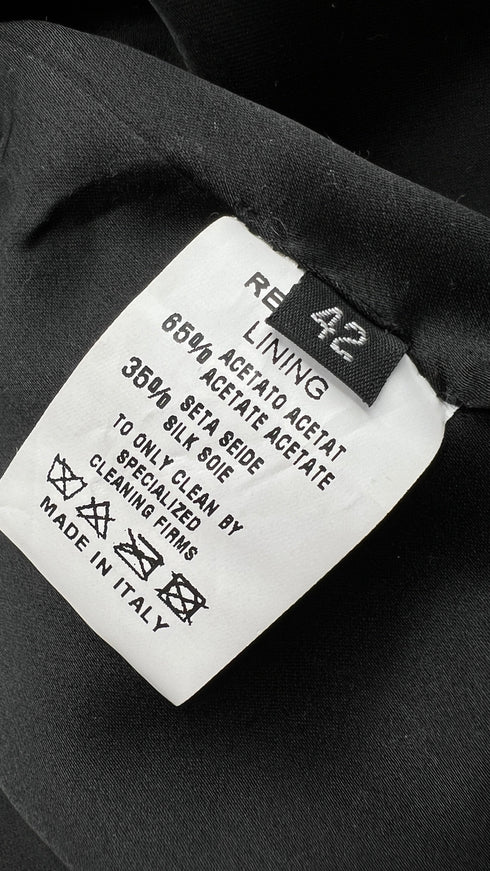 42
LINING
65% ACETATO ACETAT
ACETATE ACETATE
35% SETA SEIDE
SILK SOIE
TO ONLY CLEAN BY
SPECIALIZED
CLEANING FIRMS
MADE IN ITALY